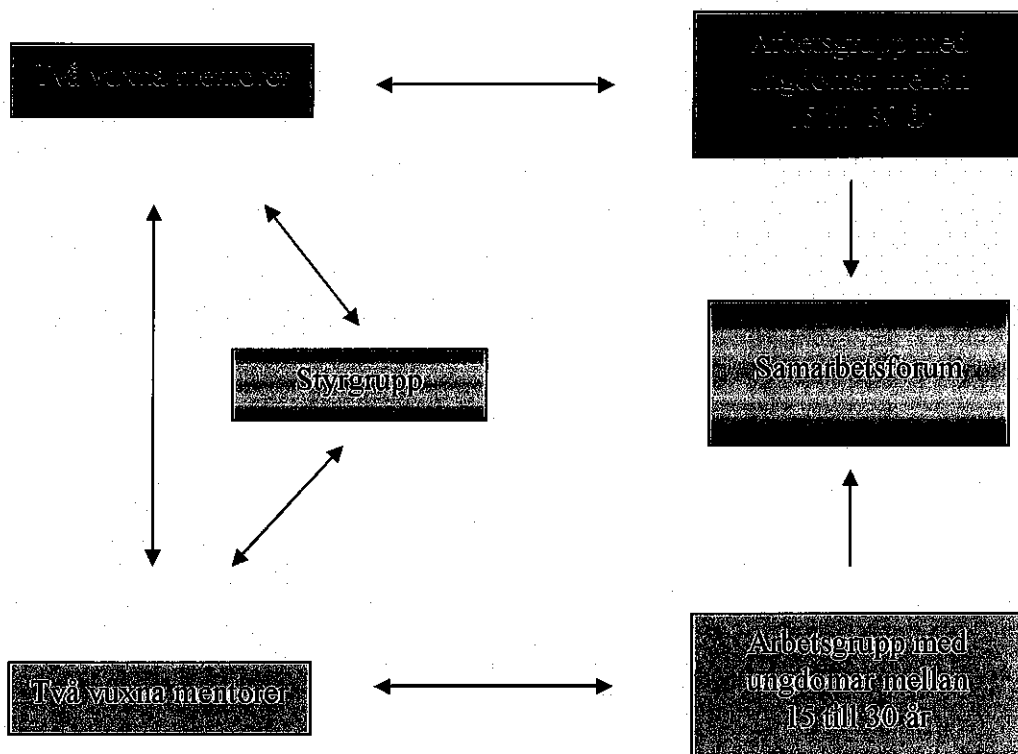 Två vuxna mentorer
Arbetsgrupp med
ungdomar mellan
15 till 30 år
Styrgrupp
Samarbetsforum
Två vuxna mentorer
Arbetsgrupp med
ungdomar mellan
15 till 30 år